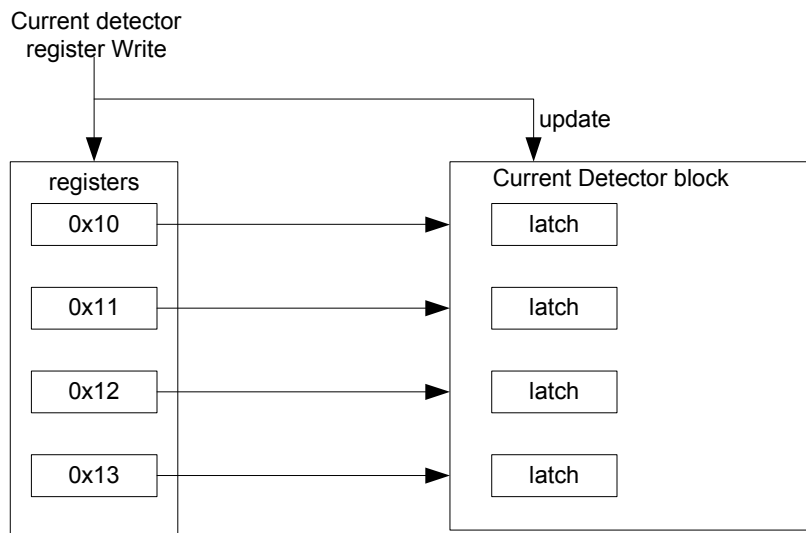 Current detector
register Write
update
registers
Current Detector block
0x10
latch
0x11
latch
0x12
latch
0x13
latch